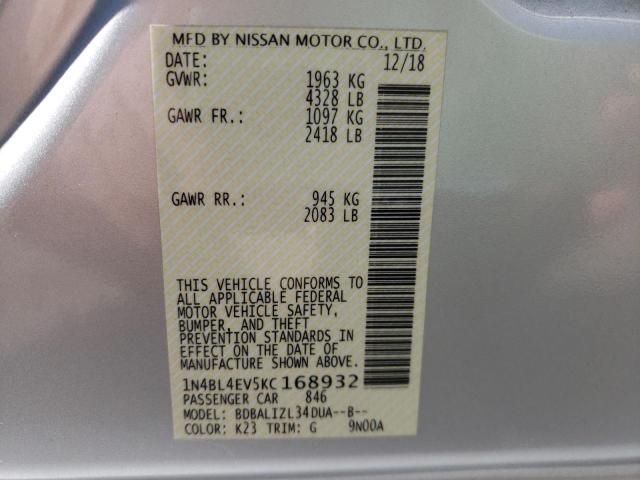 MFD BY NISSAN MOTOR CO., LTD.
DATE: 12/18
GVWR: 1963 KG
4328 LB
GAWR FR.: 1097 KG
2418 LB
GAWR RR.: 945 KG
2083 LB
THIS VEHICLE CONFORMS TO
ALL APPLICABLE FEDERAL
MOTOR VEHICLE SAFETY,
BUMPER, AND THEFT
PREVENTION STANDARDS IN
EFFECT ON THE DATE OF
MANUFACTURE SHOWN ABOVE.
1N4BL4EV5KC168932
PASSENGER CAR 846
MODEL: BDBALIZL34DUA--B--
COLOR: K23 TRIM: G 9N00A